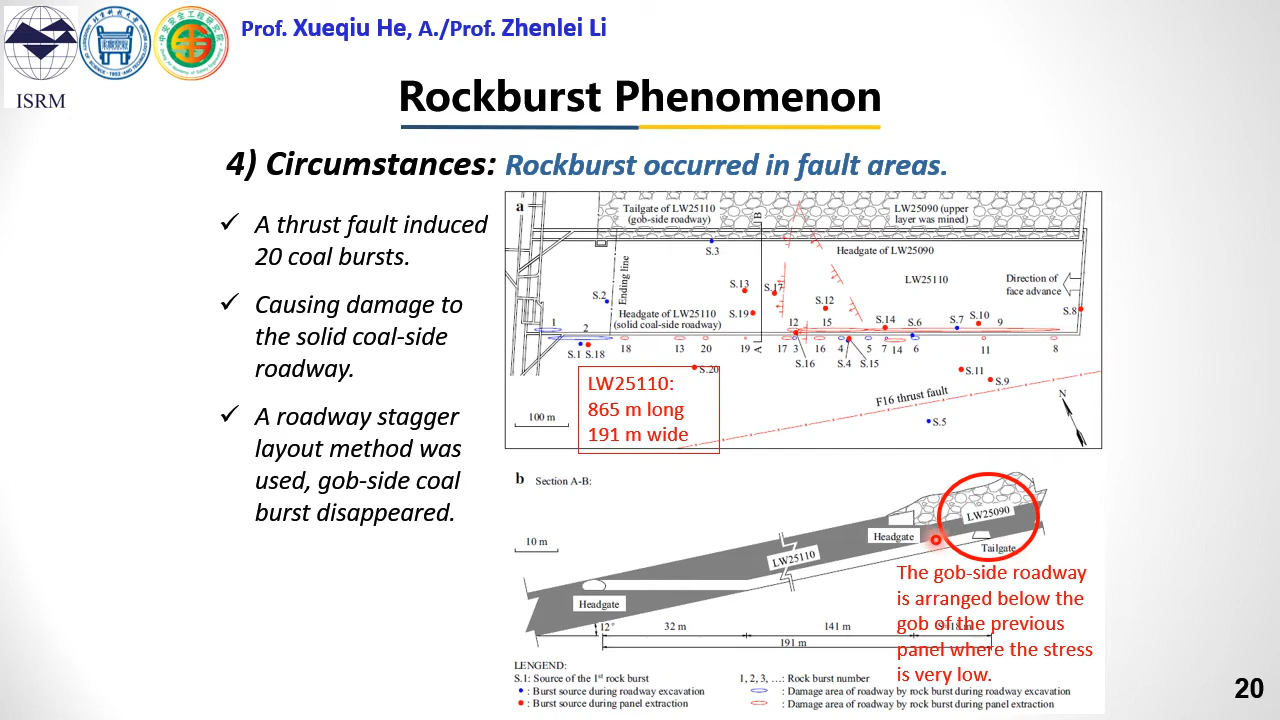 Prof. Xueqiu He, A./Prof. Zhenlei Li
ISRM
Rockburst Phenomenon
4) Circumstances: Rockburst occurred in fault areas.
✓ A thrust fault induced
20 coal bursts.
✓ Causing damage to
the solid coal-side
roadway.
✓ A roadway stagger
layout method was
used, gob-side coal
burst disappeared.
a
Tailgate of LW25110
(gob-side roadway)
B
LW25090 (upper
layer was mined)
S.3
Headgate of LW25090
Ending line
S.13
S.17
LW25110
Direction of
face advance
S.2
S.12
S.8
Headgate of LW25110
(solid coal-side roadway)
S.19
1
2
12
15
S.14
S.6
S.7
S.10
9
S.1
S.18
18
13
20
19
A
17
3
16
4
5
7
14
6
11
8
S.16
S.4
S.15
S.20
S.11
S.9
LW25110:
865 m long
191 m wide
F16 thrust fault
N
100 m
S.5
b Section A-B:
LW25090
10 m
Headgate
Tailgate
LW25110
The gob-side roadway
is arranged below the
gob of the previous
panel where the stress
is very low.
Headgate
12°
32 m
141 m
191 m
LENGEND:
S.1: Source of the 1st rock burst
1, 2, 3, …: Rock burst number
: Burst source during roadway excavation
: Damage area of roadway by rock burst during roadway excavation
: Burst source during panel extraction
: Damage area of roadway by rock burst during panel extraction
20